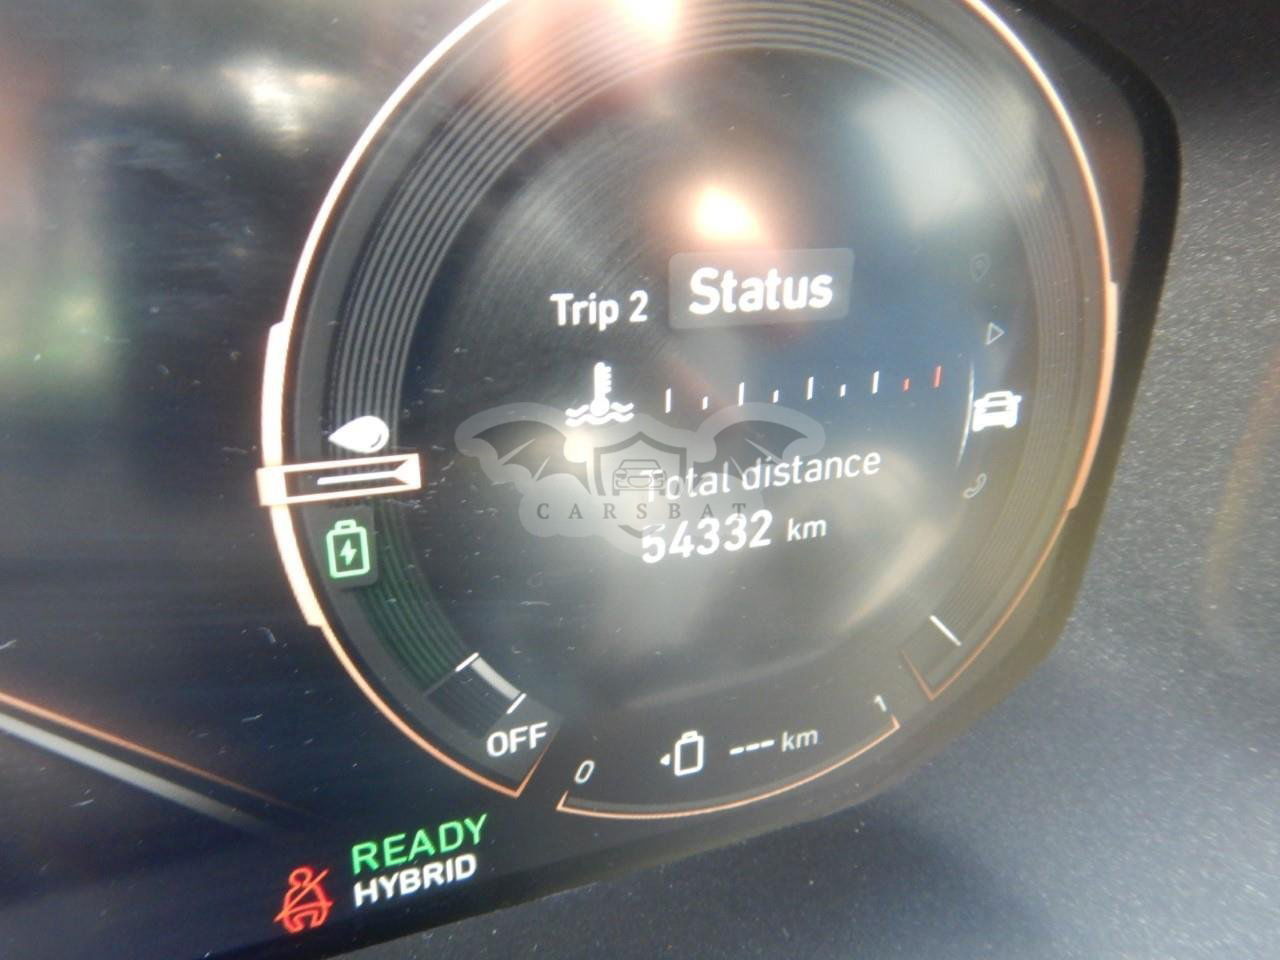 Trip 2 Status
Total distance
CARSBAT
54332 km
OFF
0 --- km 1
READY
HYBRID